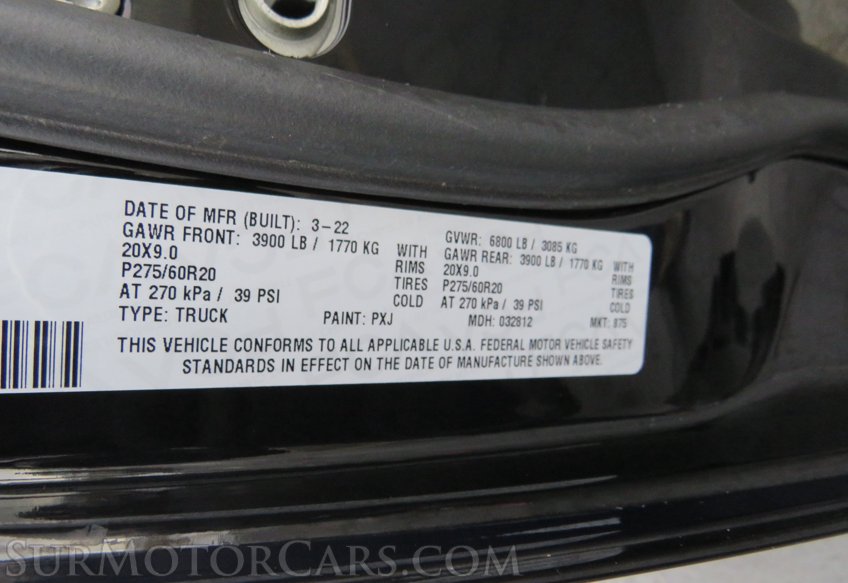 DATE OF MFR (BUILT): 3-22 GVWR: 6800 LB / 3085 KG
GAWR FRONT: 3900 LB / 1770 KG WITH GAWR REAR: 3900 LB / 1770 KG WITH
20X9.0 RIMS 20X9.0 RIMS
P275/60R20 TIRES P275/60R20 TIRES
AT 270 kPa / 39 PSI COLD AT 270 kPa / 39 PSI COLD
TYPE: TRUCK PAINT: PXJ MDH: 032812 MKT: 875
THIS VEHICLE CONFORMS TO ALL APPLICABLE U.S.A. FEDERAL MOTOR VEHICLE SAFETY
STANDARDS IN EFFECT ON THE DATE OF MANUFACTURE SHOWN ABOVE.
SURMOTORCARS.COM